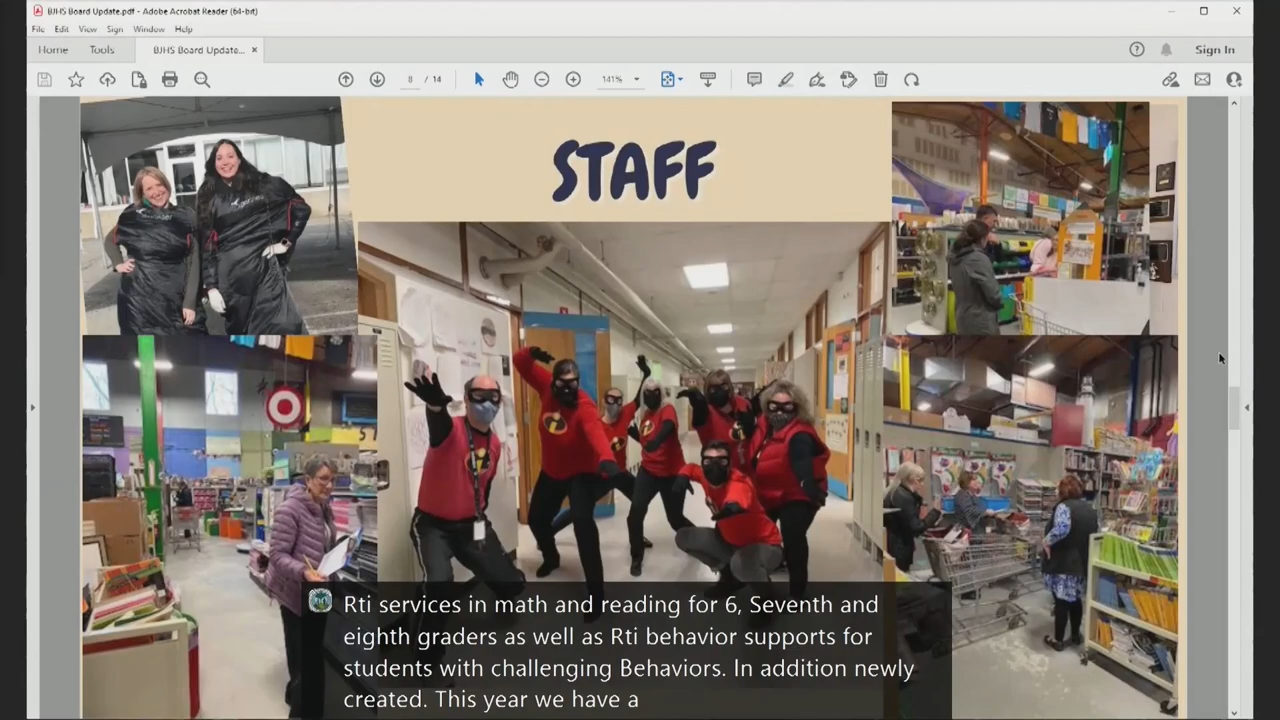 BJHS Board Update.pdf - Adobe Acrobat Reader (64-bit)
File Edit View Sign Window Help
Home Tools BJHS Board Update... ×
? Sign In
8 / 14 141%
STAFF
Rti services in math and reading for 6, Seventh and
eighth graders as well as Rti behavior supports for
students with challenging Behaviors. In addition newly
created. This year we have a